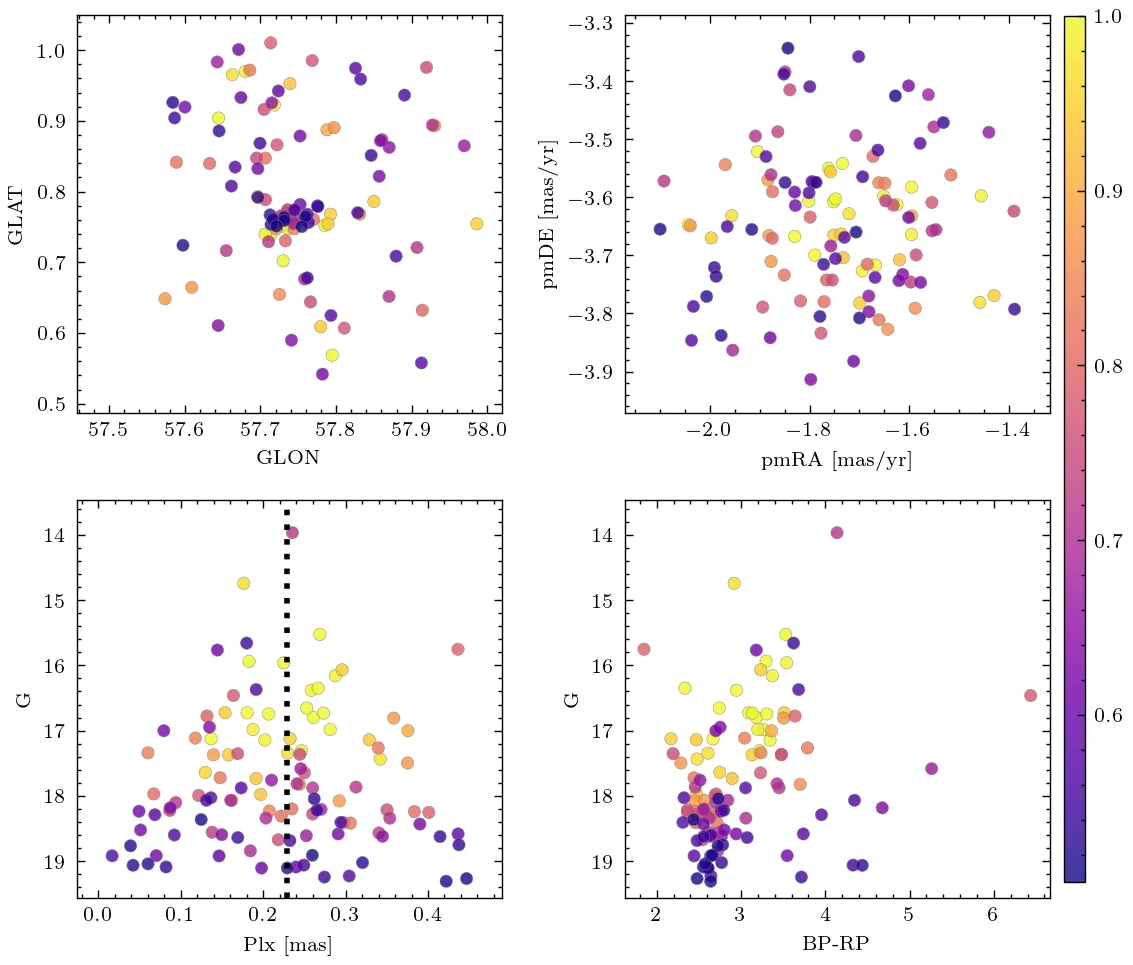 1.0
0.9
0.8
0.7
0.6
0.5
GLAT
57.5 57.6 57.7 57.8 57.9 58.0
GLON
−3.3
−3.4
−3.5
−3.6
−3.7
−3.8
−3.9
pmDE [mas/yr]
−2.0 −1.8 −1.6 −1.4
pmRA [mas/yr]
14
15
16
17
18
19
G
0.0 0.1 0.2 0.3 0.4
Plx [mas]
14
15
16
17
18
19
G
2 3 4 5 6
BP-RP
1.0
0.9
0.8
0.7
0.6